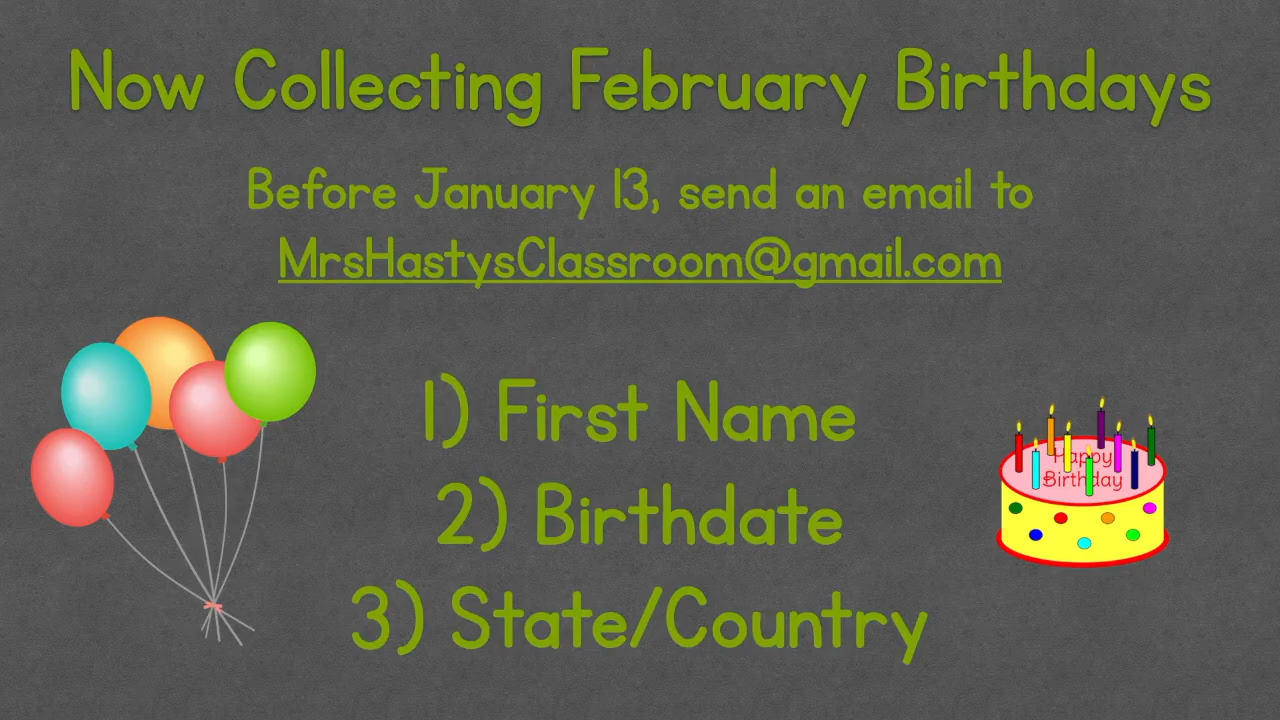 Now Collecting February Birthdays
Before January 13, send an email to
MrsHastysClassroom@gmail.com
1) First Name
2) Birthdate
3) State/Country
Happy
Birthday